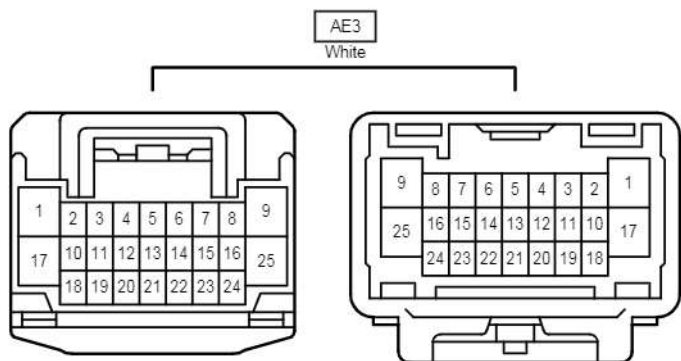 AE3
White
1 2 3 4 5 6 7 8 9
10 11 12 13 14 15 16
17 25
18 19 20 21 22 23 24
9 8 7 6 5 4 3 2 1
16 15 14 13 12 11 10
25 17
24 23 22 21 20 19 18